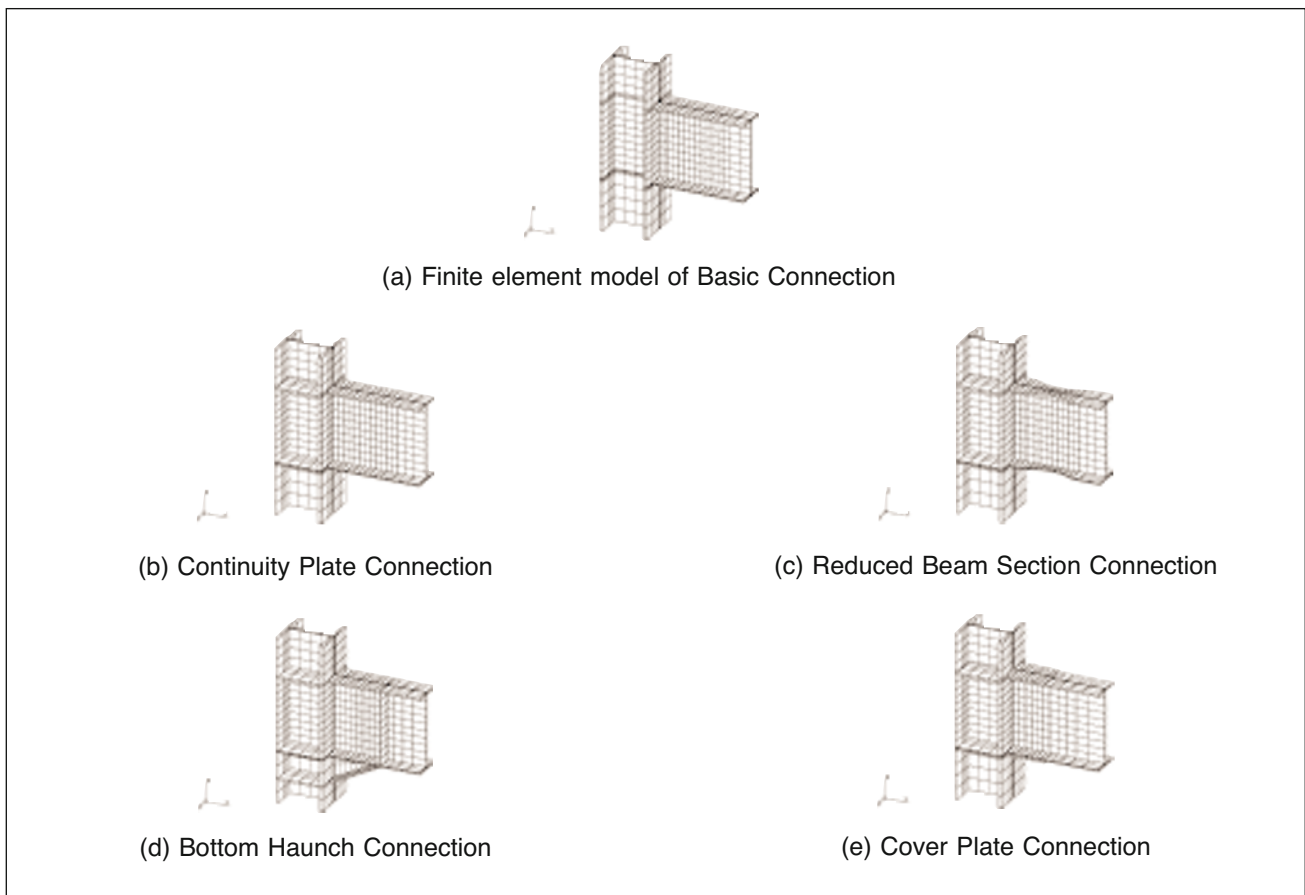 (a) Finite element model of Basic Connection
(b) Continuity Plate Connection
(c) Reduced Beam Section Connection
(d) Bottom Haunch Connection
(e) Cover Plate Connection